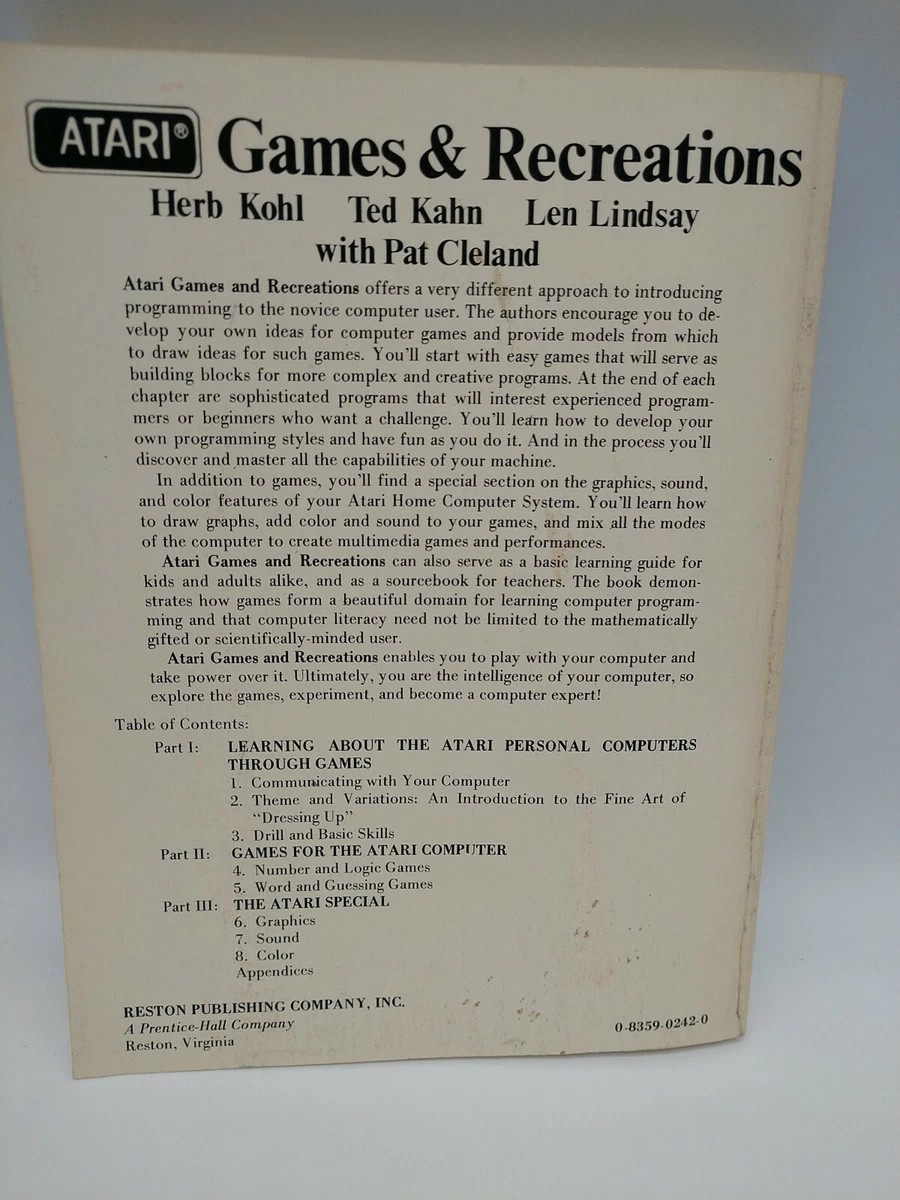 ATARI® Games & Recreations
Herb Kohl Ted Kahn Len Lindsay
with Pat Cleland
Atari Games and Recreations offers a very different approach to introducing
programming to the novice computer user. The authors encourage you to de-
velop your own ideas for computer games and provide models from which
to draw ideas for such games. You'll start with easy games that will serve as
building blocks for more complex and creative programs. At the end of each
chapter are sophisticated programs that will interest experienced program-
mers or beginners who want a challenge. You'll learn how to develop your
own programming styles and have fun as you do it. And in the process you'll
discover and master all the capabilities of your machine.
In addition to games, you'll find a special section on the graphics, sound,
and color features of your Atari Home Computer System. You'll learn how
to draw graphs, add color and sound to your games, and mix all the modes
of the computer to create multimedia games and performances.
Atari Games and Recreations can also serve as a basic learning guide for
kids and adults alike, and as a sourcebook for teachers. The book demon-
strates how games form a beautiful domain for learning computer program-
ming and that computer literacy need not be limited to the mathematically
gifted or scientifically-minded user.
Atari Games and Recreations enables you to play with your computer and
take power over it. Ultimately, you are the intelligence of your computer, so
explore the games, experiment, and become a computer expert!
Table of Contents:
Part I: LEARNING ABOUT THE ATARI PERSONAL COMPUTERS
THROUGH GAMES
1. Communicating with Your Computer
2. Theme and Variations: An Introduction to the Fine Art of
"Dressing Up"
3. Drill and Basic Skills
Part II: GAMES FOR THE ATARI COMPUTER
4. Number and Logic Games
5. Word and Guessing Games
Part III: THE ATARI SPECIAL
6. Graphics
7. Sound
8. Color
Appendices
RESTON PUBLISHING COMPANY, INC.
A Prentice-Hall Company
Reston, Virginia
0-8359-0242-0